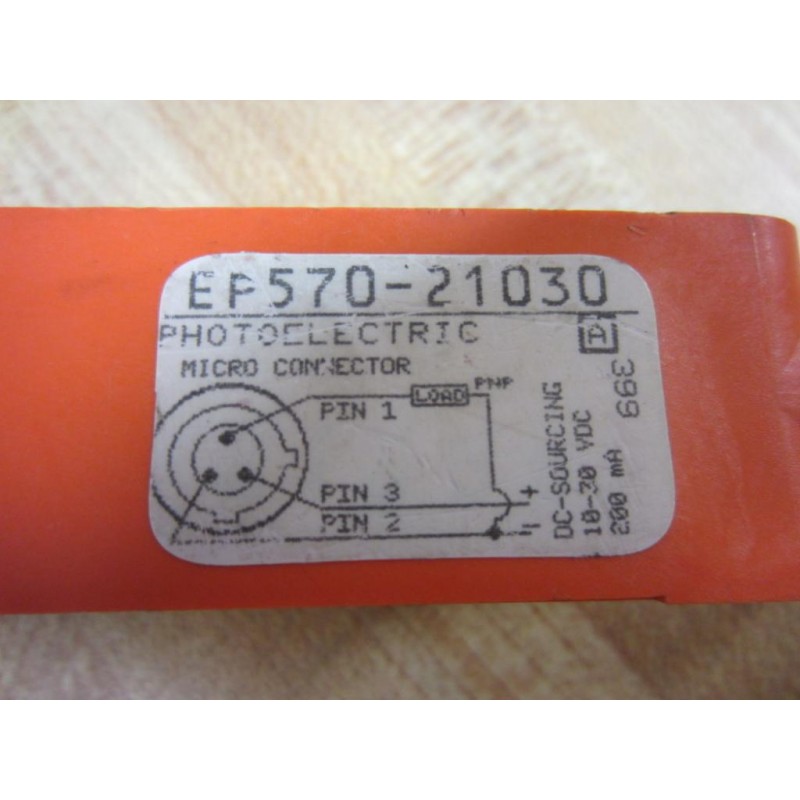 EP570-21030
PHOTOELECTRIC
A
MICRO CONNECTOR
399
PIN 1
LOAD
PNP
PIN 3
+
PIN 2
-
DC-SOURCING
10-30 VDC
200 mA